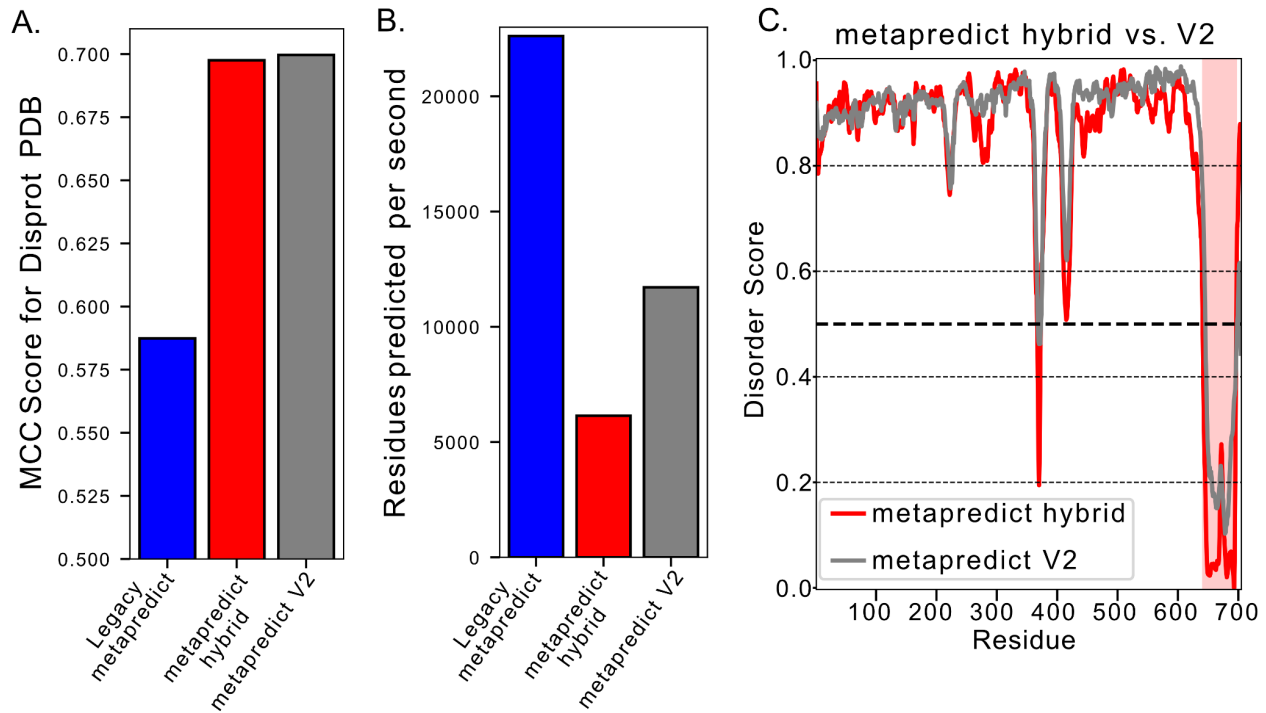 A.
MCC Score for Disprot PDB
0.700
0.675
0.650
0.625
0.600
0.575
0.550
0.525
0.500
Legacy
metapredict
metapredict
hybrid
metapredict V2
B.
Residues predicted per second
20000
15000
10000
5000
0
Legacy
metapredict
metapredict
hybrid
metapredict V2
C.
metapredict hybrid vs. V2
Disorder Score
1.0
0.8
0.6
0.4
0.2
0.0
metapredict hybrid
metapredict V2
100 200 300 400 500 600 700
Residue